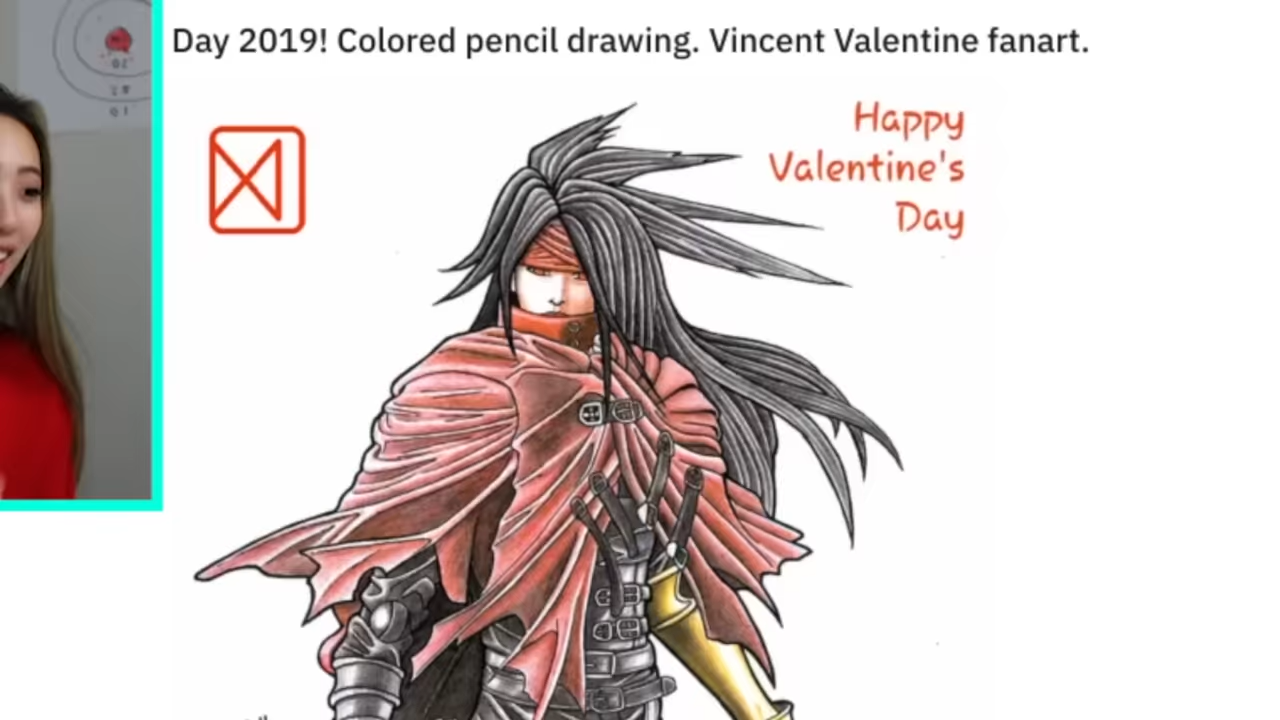 Day 2019! Colored pencil drawing. Vincent Valentine fanart.
Happy
Valentine's
Day